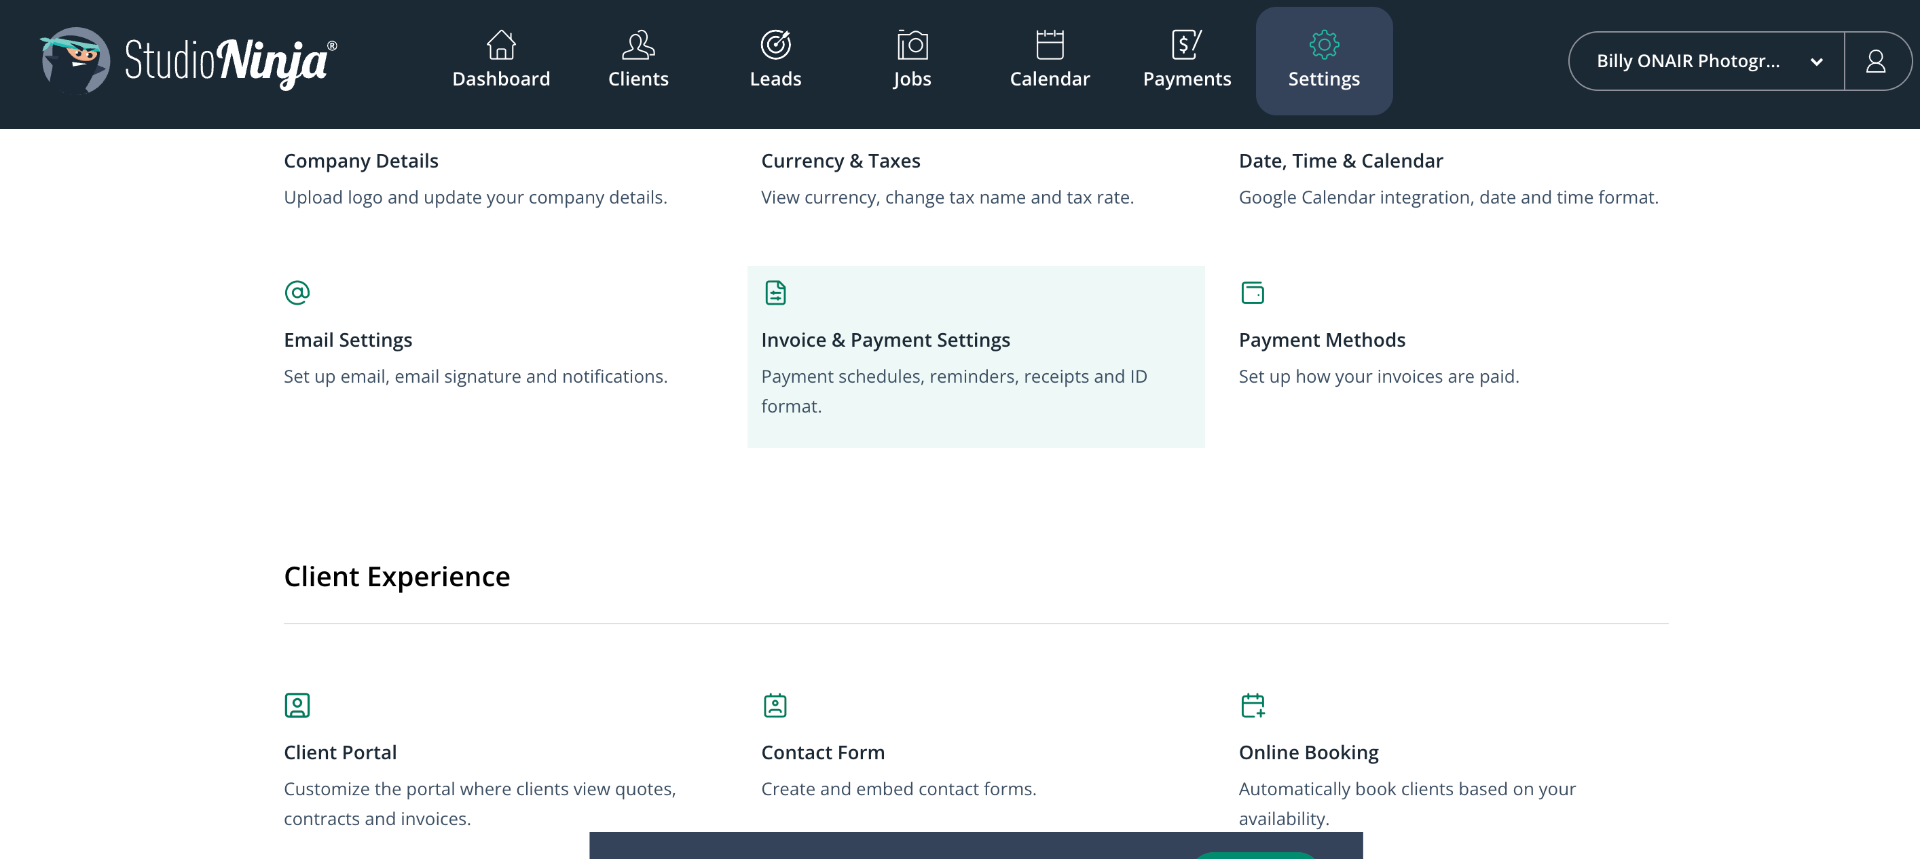 StudioNinja®
Dashboard
Clients
Leads
Jobs
Calendar
Payments
Settings
Billy ONAIR Photogr...
Company Details
Upload logo and update your company details.
Currency & Taxes
View currency, change tax name and tax rate.
Date, Time & Calendar
Google Calendar integration, date and time format.
Email Settings
Set up email, email signature and notifications.
Invoice & Payment Settings
Payment schedules, reminders, receipts and ID
format.
Payment Methods
Set up how your invoices are paid.
Client Experience
Client Portal
Customize the portal where clients view quotes,
contracts and invoices.
Contact Form
Create and embed contact forms.
Online Booking
Automatically book clients based on your
availability.